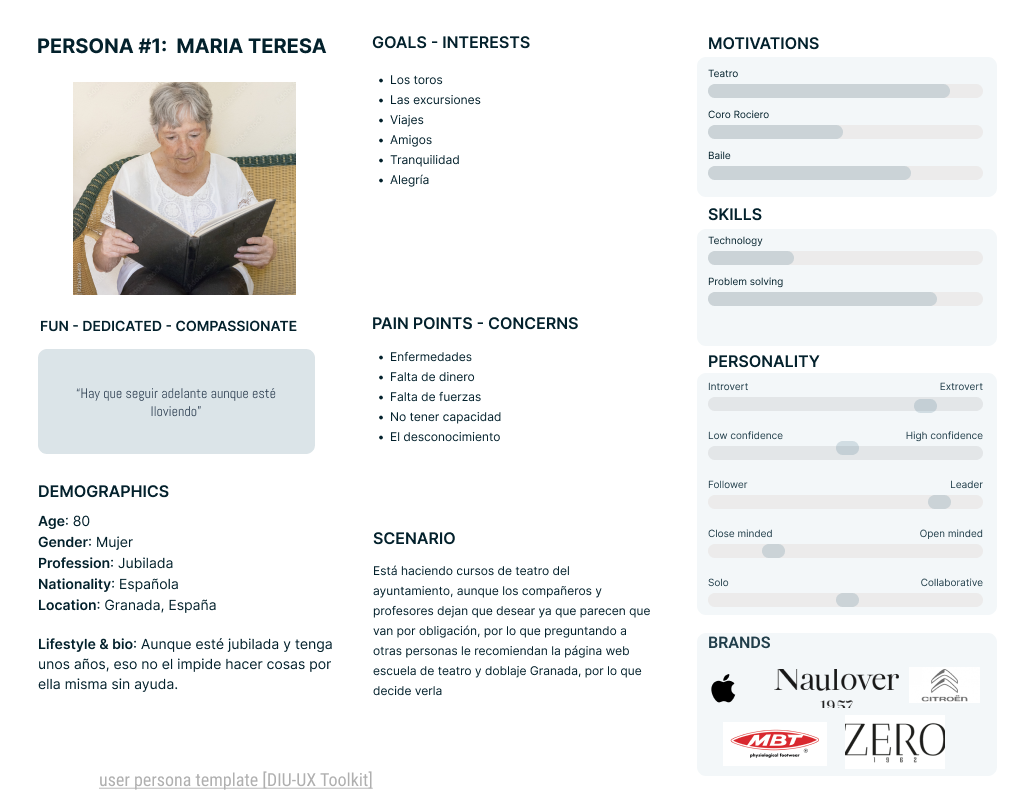 PERSONA #1: MARIA TERESA
FUN - DEDICATED - COMPASSIONATE
“Hay que seguir adelante aunque esté
lloviendo”
DEMOGRAPHICS
Age: 80
Gender: Mujer
Profession: Jubilada
Nationality: Española
Location: Granada, España
Lifestyle & bio: Aunque esté jubilada y tenga
unos años, eso no el impide hacer cosas por
ella misma sin ayuda.
GOALS - INTERESTS
• Los toros
• Las excursiones
• Viajes
• Amigos
• Tranquilidad
• Alegría
PAIN POINTS - CONCERNS
• Enfermedades
• Falta de dinero
• Falta de fuerzas
• No tener capacidad
• El desconocimiento
SCENARIO
Está haciendo cursos de teatro del
ayuntamiento, aunque los compañeros y
profesores dejan que desear ya que parecen que
van por obligación, por lo que preguntando a
otras personas le recomiendan la página web
escuela de teatro y doblaje Granada, por lo que
decide verla
MOTIVATIONS
Teatro
Coro Rociero
Baile
SKILLS
Technology
Problem solving
PERSONALITY
Introvert Extrovert
Low confidence High confidence
Follower Leader
Close minded Open minded
Solo Collaborative
BRANDS
Naulover
1957
CITROËN
MBT
physiological footwear
ZERO
1982
user persona template [DIU-UX Toolkit]